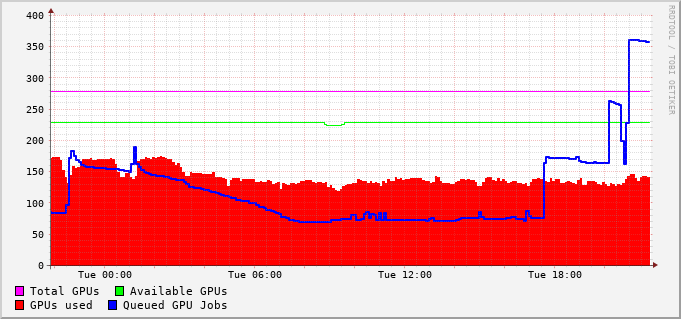 400
350
300
250
200
150
100
50
0
Tue 00:00 Tue 06:00 Tue 12:00 Tue 18:00
Total GPUs Available GPUs
GPUs used Queued GPU Jobs
RRDTOOL / TOBI OETIKER